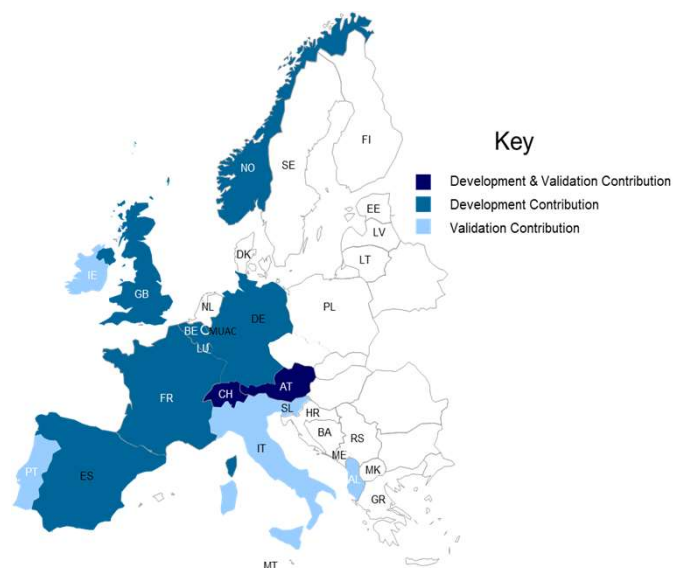 Key
Development & Validation Contribution
Development Contribution
Validation Contribution
NO
SE
FI
EE
LV
LT
DK
IE
GB
NL
PL
BE
MUAC
DE
LU
FR
CH
AT
SL
HR
BA
RS
IT
ME
MK
AL
GR
PT
ES
MT